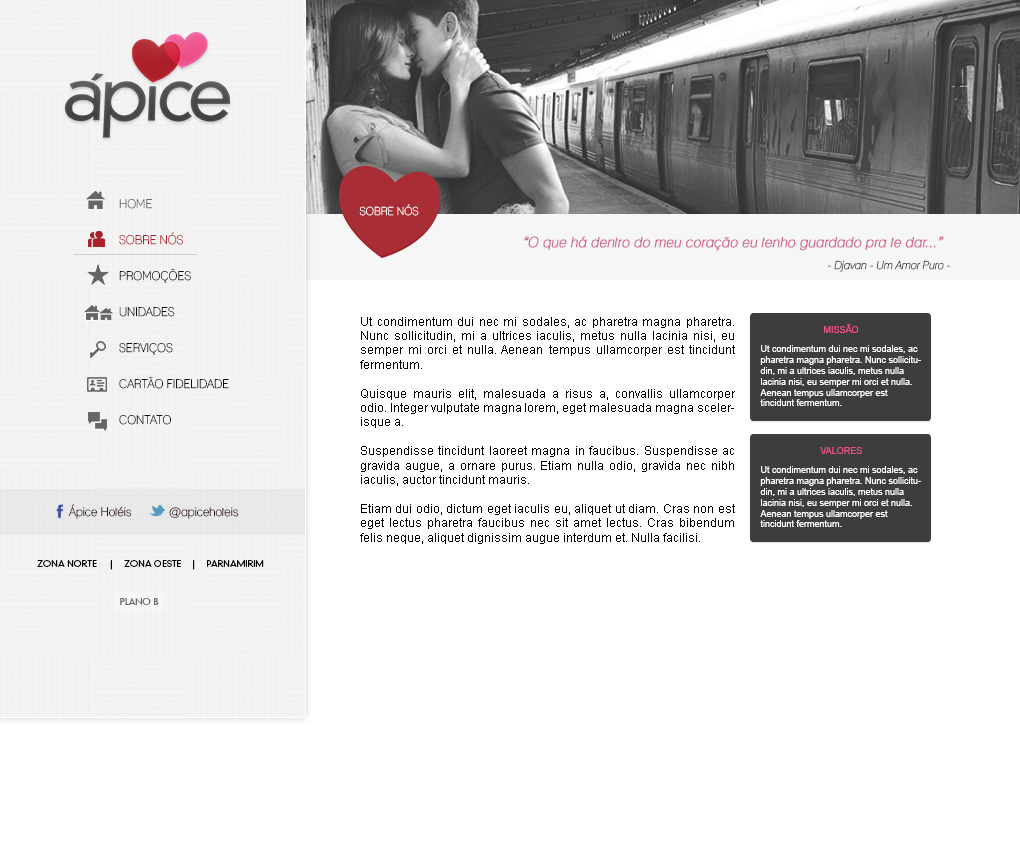 ápice
HOME
SOBRE NÓS
PROMOÇÕES
UNIDADES
SERVIÇOS
CARTÃO FIDELIDADE
CONTATO
Ápice Hotéis
@apicehoteis
ZONA NORTE | ZONA OESTE | PARNAMIRIM
PLANO B
SOBRE NÓS
“O que há dentro do meu coração eu tenho guardado pra te dar...”
- Djavan - Um Amor Puro -
Ut condimentum dui nec mi sodales, ac pharetra magna pharetra.
Nunc sollicitudin, mi a ultrices iaculis, metus nulla lacinia nisi, eu
semper mi orci et nulla. Aenean tempus ullamcorper est tincidunt
fermentum.
Quisque mauris elit, malesuada a risus a, convallis ullamcorper
odio. Integer vulputate magna lorem, eget malesuada magna sceler-
isque a.
Suspendisse tincidunt laoreet magna in faucibus. Suspendisse ac
gravida augue, a ornare purus. Etiam nulla odio, gravida nec nibh
iaculis, auctor tincidunt mauris.
Etiam dui odio, dictum eget iaculis eu, aliquet ut diam. Cras non est
eget lectus pharetra faucibus nec sit amet lectus. Cras bibendum
felis neque, aliquet dignissim augue interdum et. Nulla facilisi.
MISSÃO
Ut condimentum dui nec mi sodales, ac
pharetra magna pharetra. Nunc sollicitu-
din, mi a ultrices iaculis, metus nulla
lacinia nisi, eu semper mi orci et nulla.
Aenean tempus ullamcorper est
tincidunt fermentum.
VALORES
Ut condimentum dui nec mi sodales, ac
pharetra magna pharetra. Nunc sollicitu-
din, mi a ultrices iaculis, metus nulla
lacinia nisi, eu semper mi orci et nulla.
Aenean tempus ullamcorper est
tincidunt fermentum.